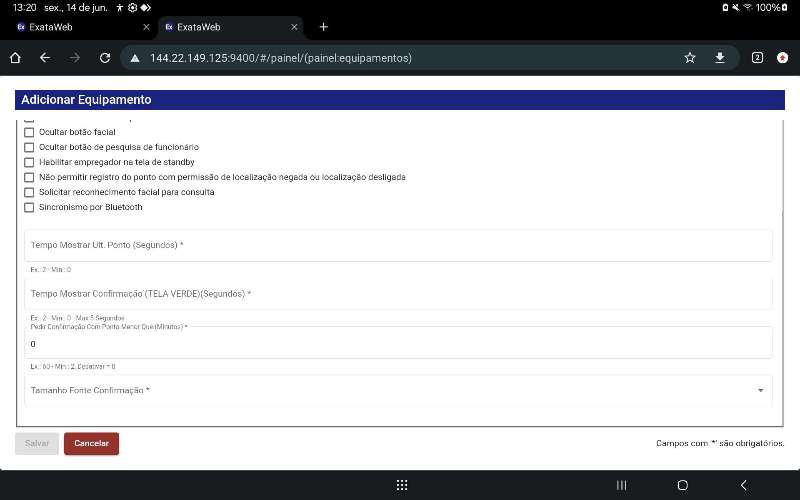 13:20 sex., 14 de jun. 100%
Ex ExataWeb
Ex ExataWeb
144.22.149.125:9400/#/painel/(painel:equipamentos)
2
Adicionar Equipamento
Ocultar botão facial
Ocultar botão de pesquisa de funcionário
Habilitar empregador na tela de standby
Não permitir registro do ponto com permissão de localização negada ou localização desligada
Solicitar reconhecimento facial para consulta
Sincronismo por Bluetooth
Tempo Mostrar Ult. Ponto (Segundos) *
Ex.: 2 - Min.: 0
Tempo Mostrar Confirmação (TELA VERDE)(Segundos) *
Ex.: 2 - Min.: 0 - Max 5 Segundos
Pedir Confirmação Com Ponto Menor Que (Minutos) *
0
Ex.: 60 - Min.: 2, Desativar = 0
Tamanho Fonte Confirmação *
Salvar
Cancelar
Campos com '*' são obrigatórios.